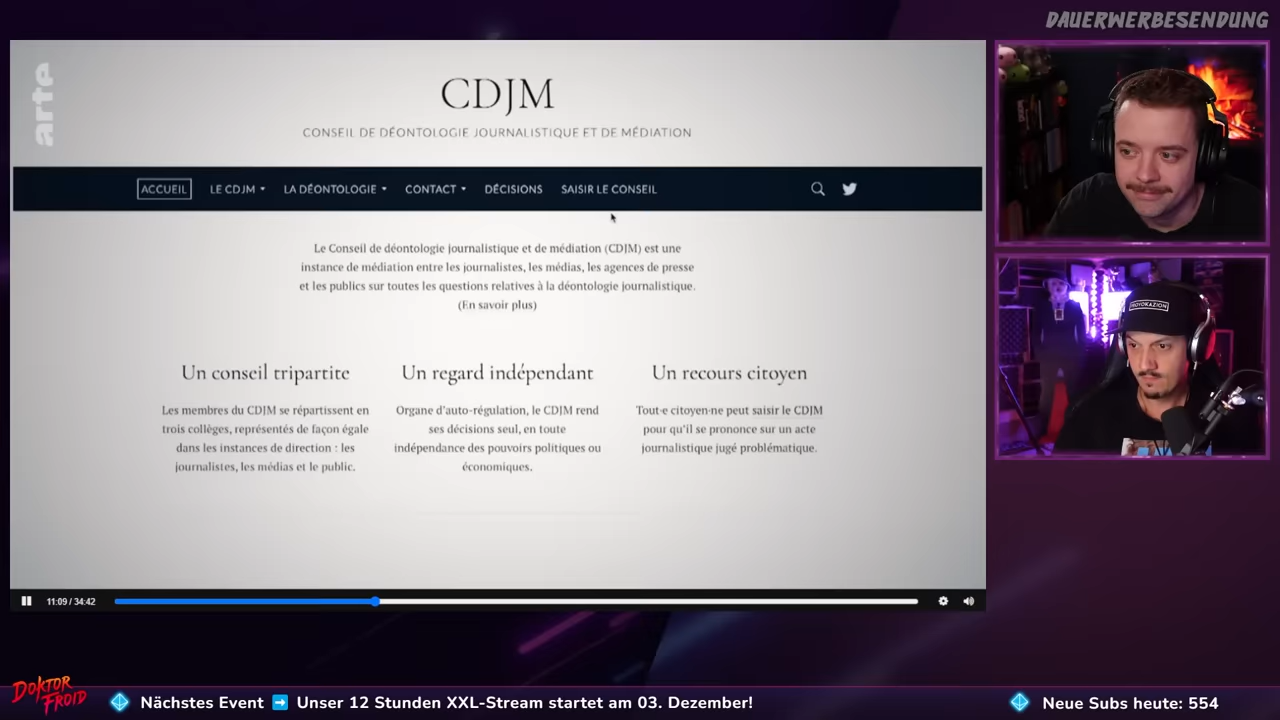 DAUERWERBESENDUNG
arte
CDJM
CONSEIL DE DÉONTOLOGIE JOURNALISTIQUE ET DE MÉDIATION
ACCUEIL LE CDJM LA DÉONTOLOGIE CONTACT DÉCISIONS SAISIR LE CONSEIL
Le Conseil de déontologie journalistique et de médiation (CDJM) est une
instance de médiation entre les journalistes, les médias, les agences de presse
et les publics sur toutes les questions relatives à la déontologie journalistique.
(En savoir plus)
Un conseil tripartite
Les membres du CDJM se répartissent en
trois collèges, représentés de façon égale
dans les instances de direction : les
journalistes, les médias et le public.
Un regard indépendant
Organe d'auto-régulation, le CDJM rend
ses décisions seul, en toute
indépendance des pouvoirs politiques ou
économiques.
Un recours citoyen
Tout·e citoyen·ne peut saisir le CDJM
pour qu'il se prononce sur un acte
journalistique jugé problématique.
PROVOKAZION
11:09 / 34:42
DOKTOR
FROID
Nächstes Event ➡ Unser 12 Stunden XXL-Stream startet am 03. Dezember!
Neue Subs heute: 554